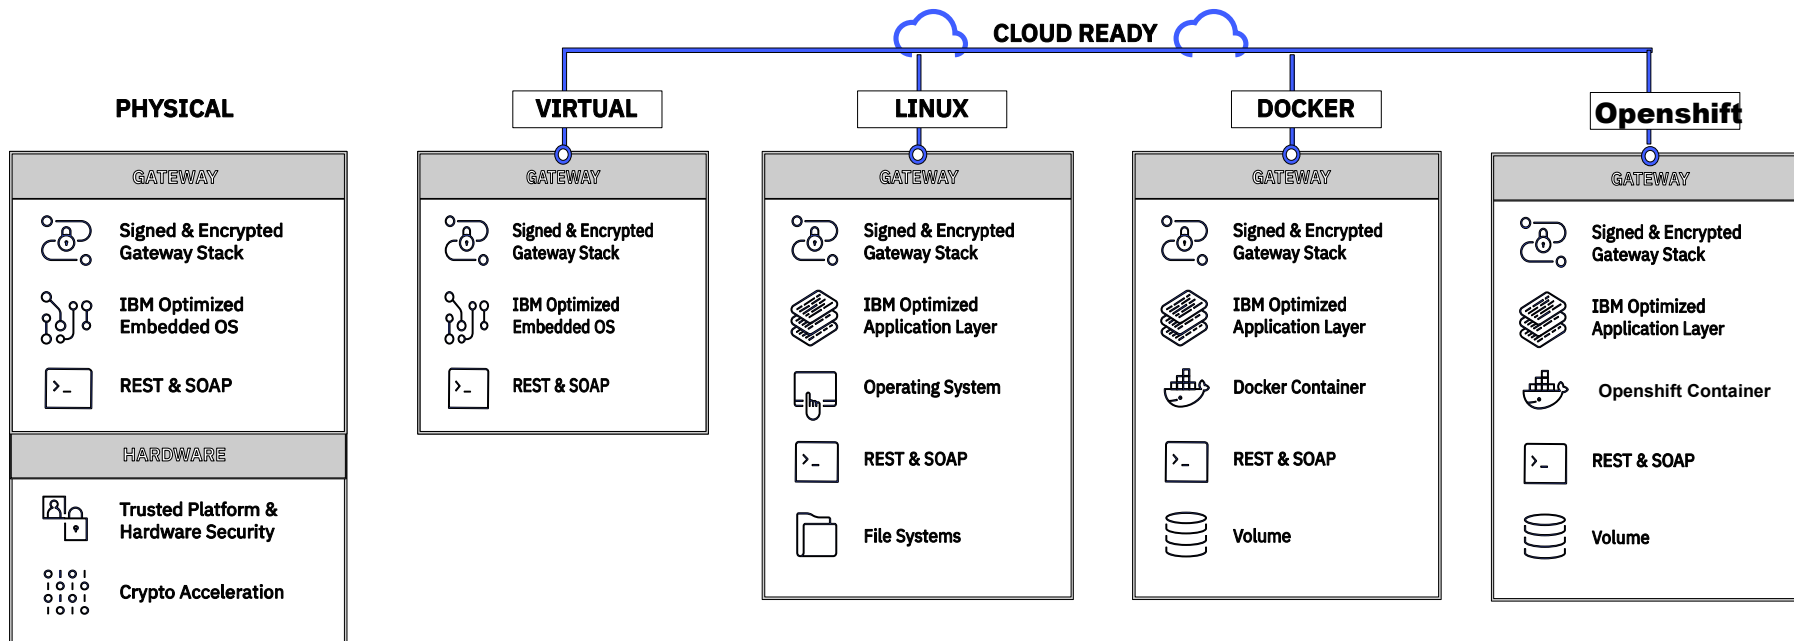 CLOUD READY
PHYSICAL
VIRTUAL
LINUX
DOCKER
Openshift
GATEWAY
Signed & Encrypted
Gateway Stack
IBM Optimized
Embedded OS
REST & SOAP
HARDWARE
Trusted Platform &
Hardware Security
Crypto Acceleration
GATEWAY
Signed & Encrypted
Gateway Stack
IBM Optimized
Embedded OS
REST & SOAP
GATEWAY
Signed & Encrypted
Gateway Stack
IBM Optimized
Application Layer
Operating System
REST & SOAP
File Systems
GATEWAY
Signed & Encrypted
Gateway Stack
IBM Optimized
Application Layer
Docker Container
REST & SOAP
Volume
GATEWAY
Signed & Encrypted
Gateway Stack
IBM Optimized
Application Layer
Openshift Container
REST & SOAP
Volume